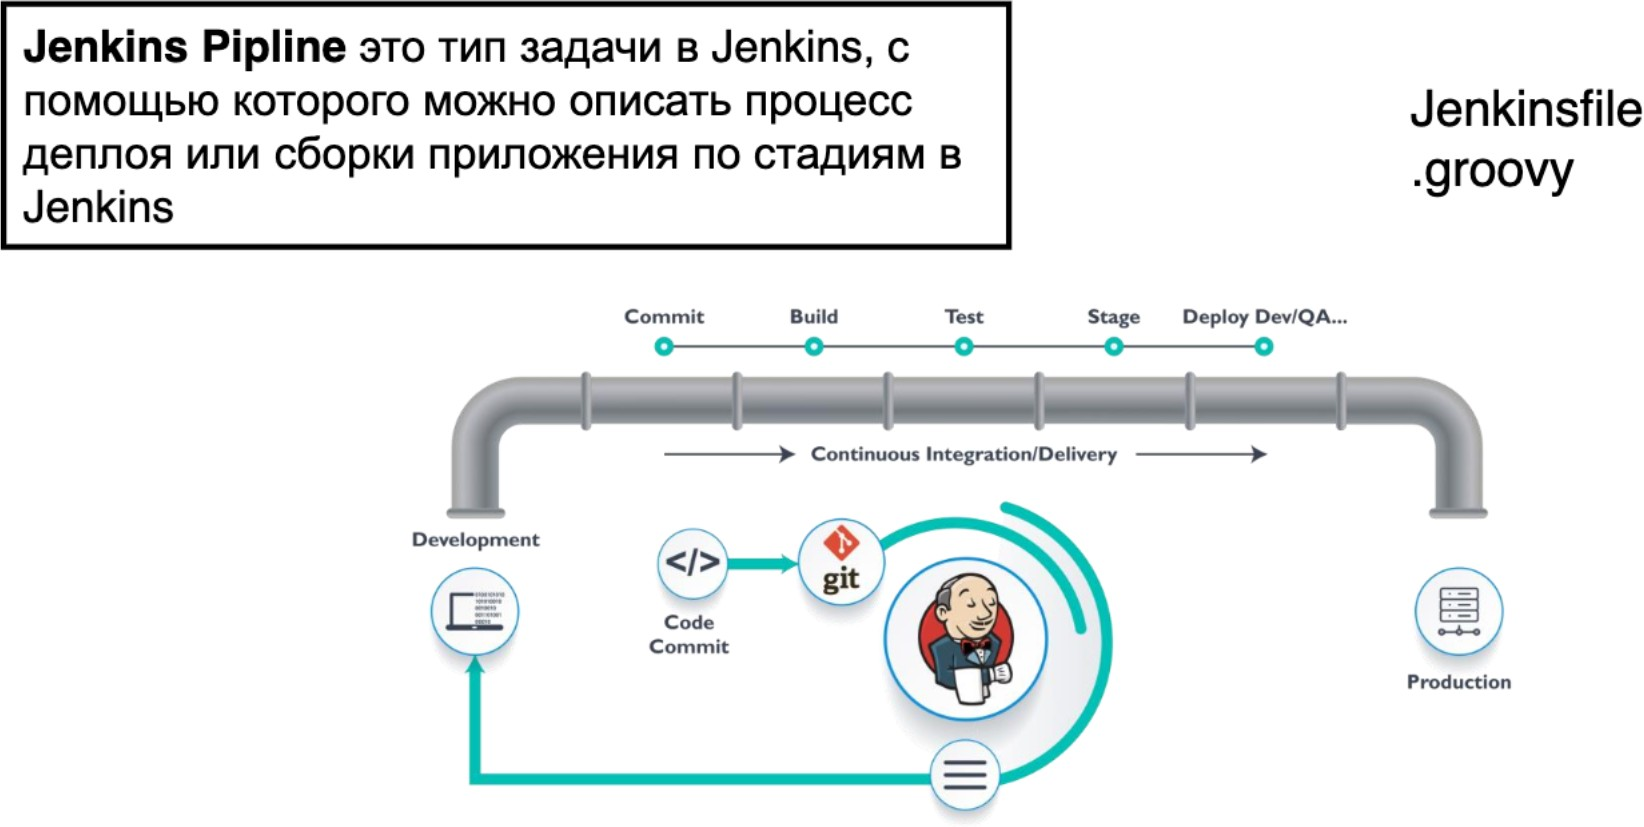 Jenkins Pipline это тип задачи в Jenkins, с
помощью которого можно описать процесс
деплоя или сборки приложения по стадиям в
Jenkins
Jenkinsfile
.groovy
Commit
Build
Test
Stage
Deploy Dev/QA...
Continuous Integration/Delivery
Development
</>
git
Code
Commit
Production